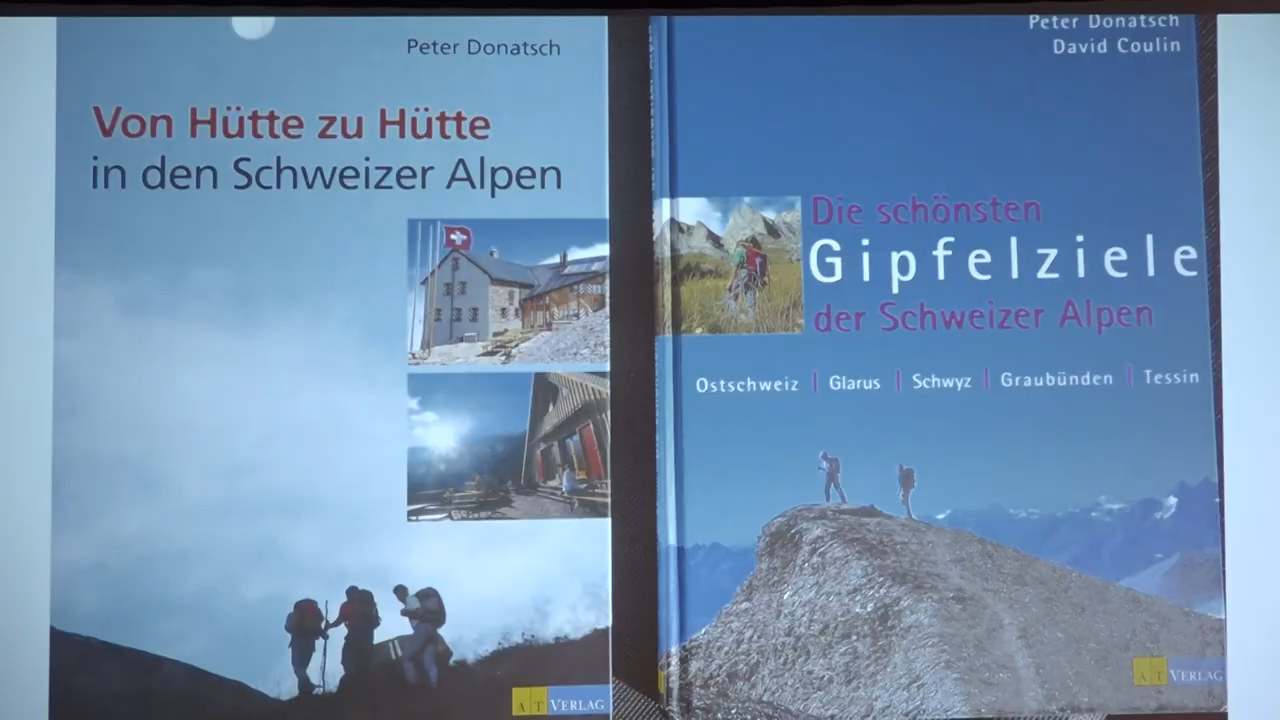 Peter Donatsch
Von Hütte zu Hütte
in den Schweizer Alpen
AT VERLAG
Peter Donatsch
David Coulin
Die schönsten
Gipfelziele
der Schweizer Alpen
Ostschweiz | Glarus | Schwyz | Graubünden | Tessin
AT VERLAG